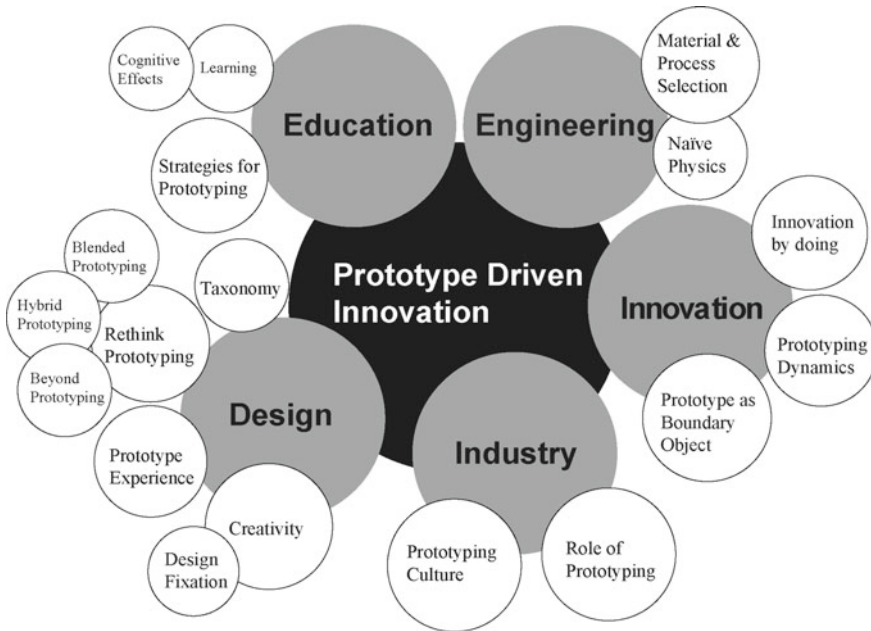 Cognitive
Effects
Learning
Education
Engineering
Material &
Process
Selection
Naïve
Physics
Strategies for
Prototyping
Innovation
by doing
Blended
Prototyping
Taxonomy
Prototype Driven
Innovation
Hybrid
Prototyping
Rethink
Prototyping
Innovation
Prototyping
Dynamics
Beyond
Prototyping
Design
Prototype as
Boundary
Object
Prototype
Experience
Industry
Creativity
Design
Fixation
Prototyping
Culture
Role of
Prototyping